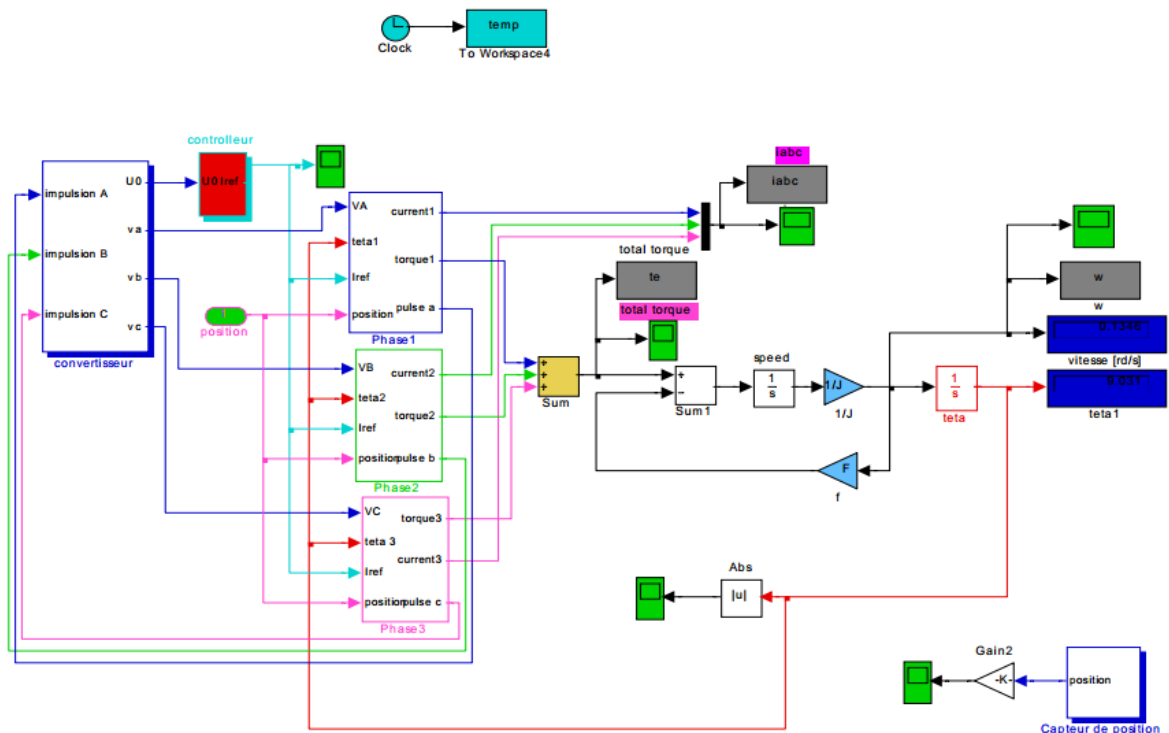 temp
Clock
To Workspace4
controlleur
U0 Iref
impulsion A
impulsion B
impulsion C
U0
va
vb
vc
convertisseur
1
position
VA
teta1
Iref
position
current1
torque1
pulse a
Phase1
VB
teta2
Iref
position
current2
torque2
pulse b
Phase2
VC
teta 3
Iref
position
torque3
current3
pulse c
Phase3
iabc
iabc
total torque
te
total torque
+
+
+
Sum
+
−
Sum1
speed
1
s
1/J
1/J
F
f
1
s
teta
w
w
vitesse [rd/s]
9.031
teta1
Abs
|u|
Gain2
-K-
position
Capteur de position